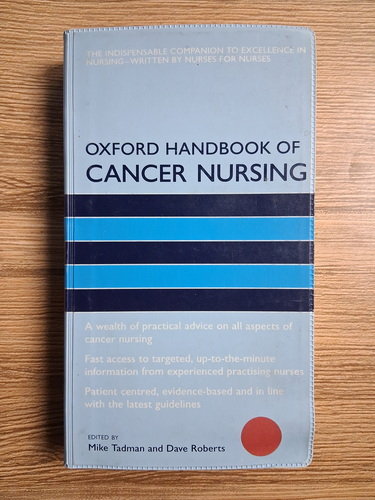 THE INDISPENSABLE COMPANION TO EXCELLENCE IN
NURSING–WRITTEN BY NURSES FOR NURSES
OXFORD HANDBOOK OF
CANCER NURSING
A wealth of practical advice on all aspects of
cancer nursing
Fast access to targeted, up-to-the-minute
information from experienced practising nurses
Patient centred, evidence-based and in line
with the latest guidelines
EDITED BY
Mike Tadman and Dave Roberts